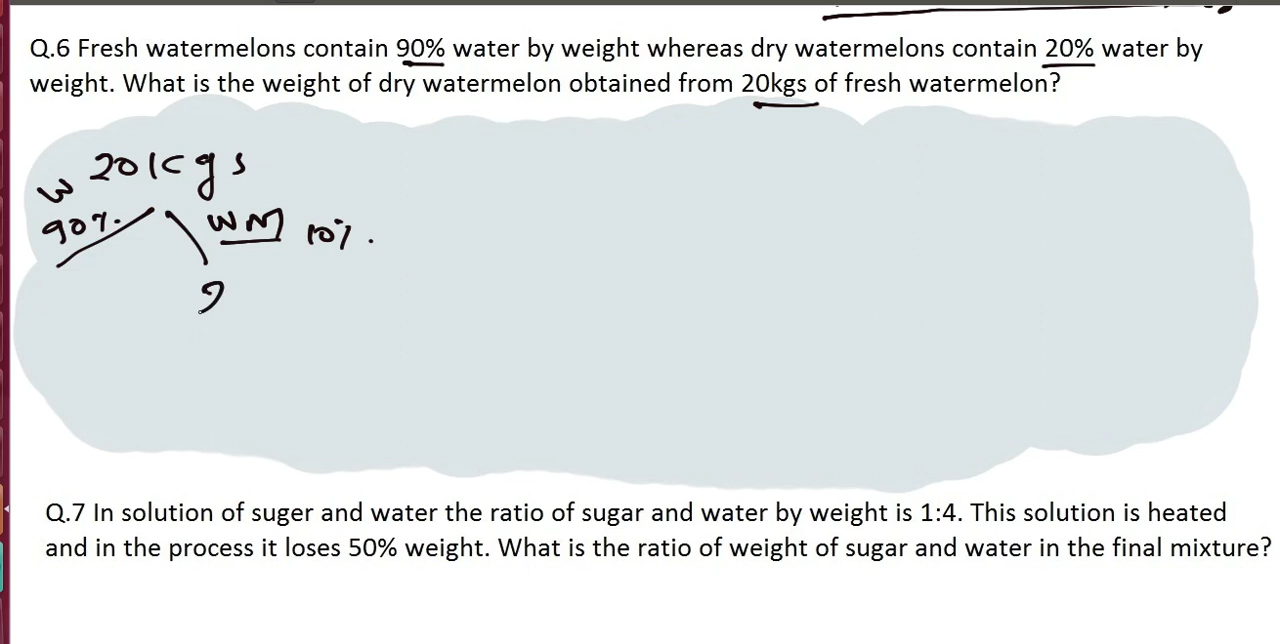 Q.6 Fresh watermelons contain 90% water by weight whereas dry watermelons contain 20% water by
weight. What is the weight of dry watermelon obtained from 20kgs of fresh watermelon?
20kgs
W
90%. WM 10%.
Q.7 In solution of suger and water the ratio of sugar and water by weight is 1:4. This solution is heated
and in the process it loses 50% weight. What is the ratio of weight of sugar and water in the final mixture?